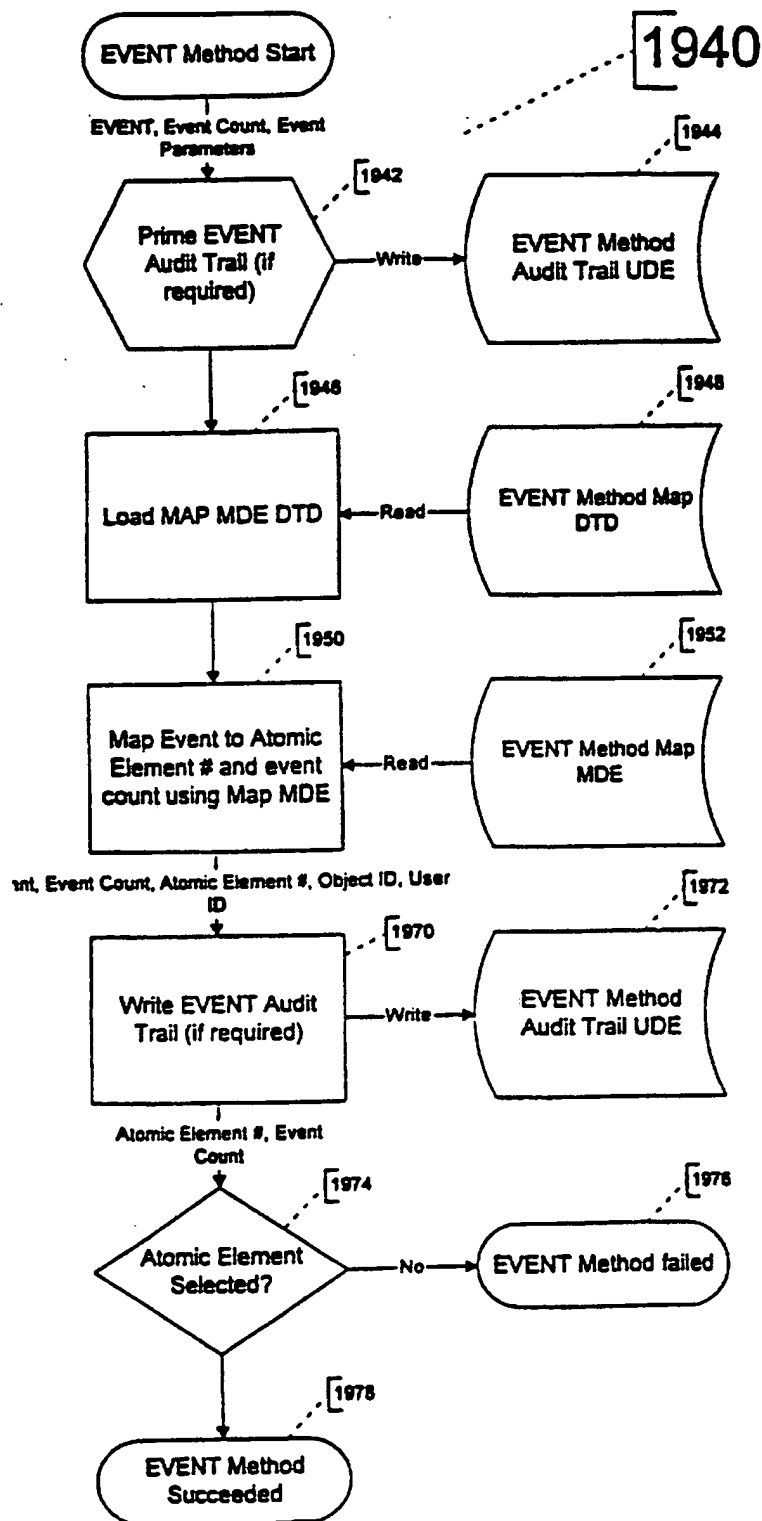 EVENT Method Start
1940
EVENT, Event Count, Event
Parameters
1942
1944
Prime EVENT
Audit Trail (if
required)
Write
EVENT Method
Audit Trail UDE
1946
1948
Load MAP MDE DTD
Read
EVENT Method Map
DTD
1950
1952
Map Event to Atomic
Element # and event
count using Map MDE
Read
EVENT Method Map
MDE
nt, Event Count, Atomic Element #, Object ID, User
ID
1970
1972
Write EVENT Audit
Trail (if required)
Write
EVENT Method
Audit Trail UDE
Atomic Element #, Event
Count
1974
1976
Atomic Element
Selected?
No
EVENT Method failed
1978
EVENT Method
Succeeded